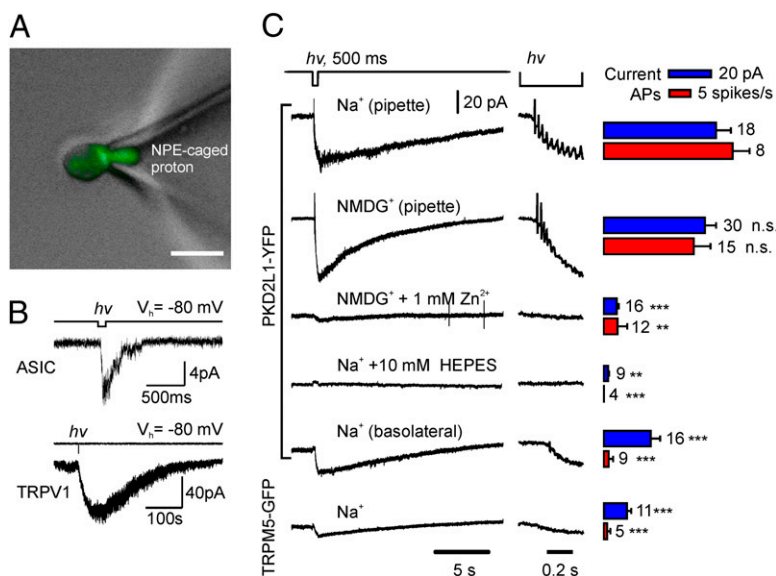 A
NPE-caged
proton
B
hv
Vₕ= -80 mV
ASIC
4pA
500ms
hv
Vₕ= -80 mV
TRPV1
40pA
100s
C
hv, 500 ms
hv
Current
20 pA
APs
5 spikes/s
PKD2L1-YFP
Na⁺ (pipette)
20 pA
18
8
NMDG⁺ (pipette)
30 n.s.
15 n.s.
NMDG⁺ + 1 mM Zn²⁺
16 ***
12 **
Na⁺ +10 mM HEPES
9 **
4 ***
Na⁺ (basolateral)
16 ***
9 ***
TRPM5-GFP
Na⁺
11***
5 ***
5 s
0.2 s